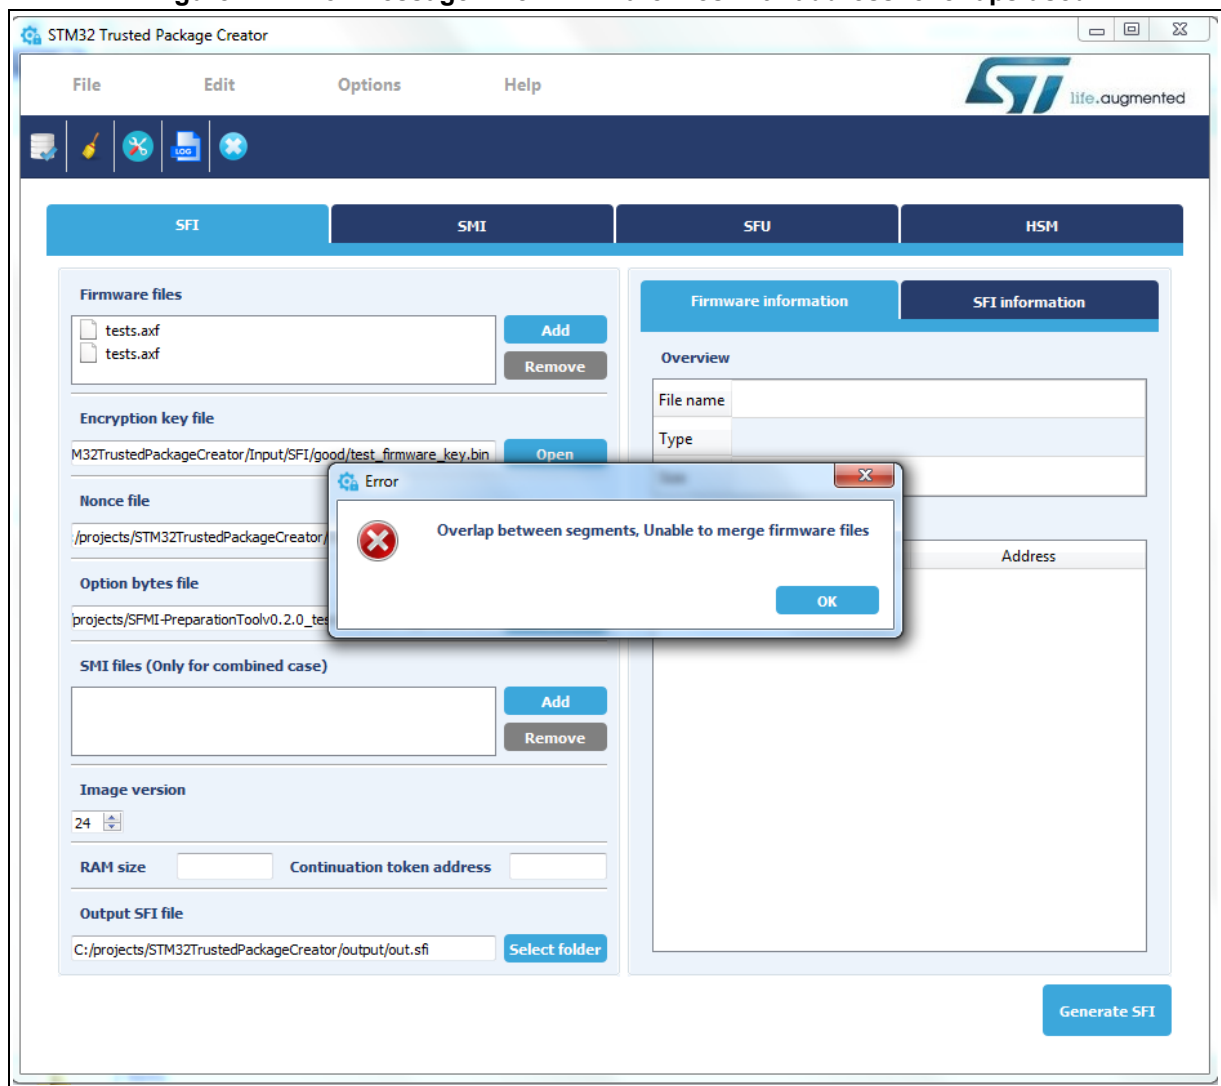 STM32 Trusted Package Creator
File Edit Options Help
life.augmented
LOG
SFI SMI SFU HSM
Firmware files
tests.axf
tests.axf
Add
Remove
Encryption key file
M32TrustedPackageCreator/Input/SFI/good/test_firmware_key.bin
Open
Nonce file
/projects/STM32TrustedPackageCreator/
Option bytes file
projects/SFMI-PreparationToolv0.2.0_tes
SMI files (Only for combined case)
Add
Remove
Image version
24
RAM size
Continuation token address
Output SFI file
C:/projects/STM32TrustedPackageCreator/output/out.sfi
Select folder
Firmware information
SFI information
Overview
File name
Type
Address
Error
Overlap between segments, Unable to merge firmware files
OK
Generate SFI